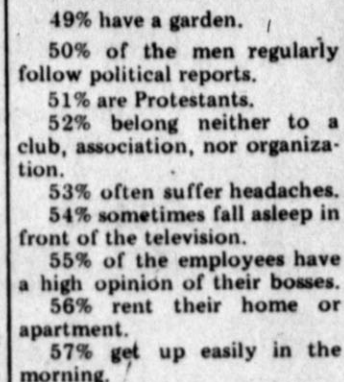 49% have a garden.
50% of the men regularly
follow political reports.
51% are Protestants.
52% belong neither to a
club, association, nor organiza-
tion.
53% often suffer headaches.
54% sometimes fall asleep in
front of the television.
55% of the employees have
a high opinion of their bosses.
56% rent their home or
apartment.
57% get up easily in the
morning.